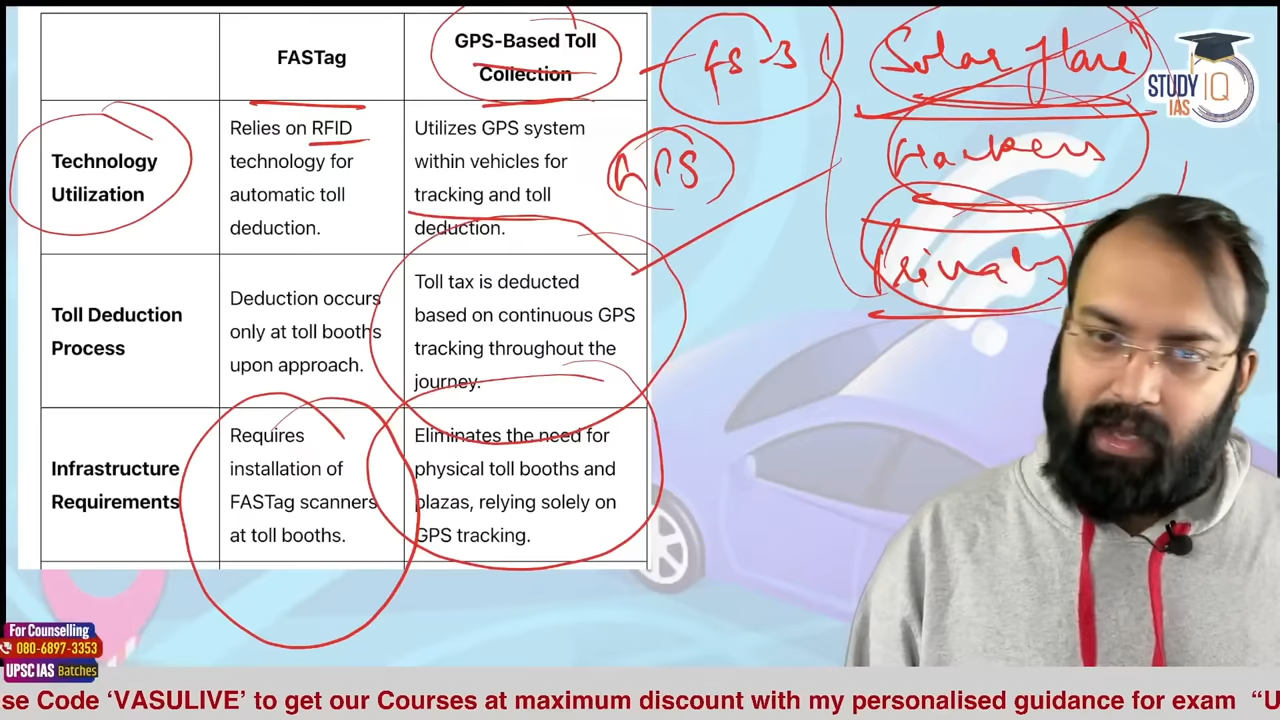 FASTag
GPS-Based Toll
Collection
Technology
Utilization
Relies on RFID
technology for
automatic toll
deduction.
Utilizes GPS system
within vehicles for
tracking and toll
deduction.
Toll Deduction
Process
Deduction occurs
only at toll booths
upon approach.
Toll tax is deducted
based on continuous GPS
tracking throughout the
journey.
Infrastructure
Requirements
Requires
installation of
FASTag scanners
at toll booths.
Eliminates the need for
physical toll booths and
plazas, relying solely on
GPS tracking.
GS-3
GPS
Solar flare
Hackers
Privacy
STUDY IQ
IAS
For Counselling
080-6897-3353
UPSC IAS Batches
se Code ‘VASULIVE’ to get our Courses at maximum discount with my personalised guidance for exam “U